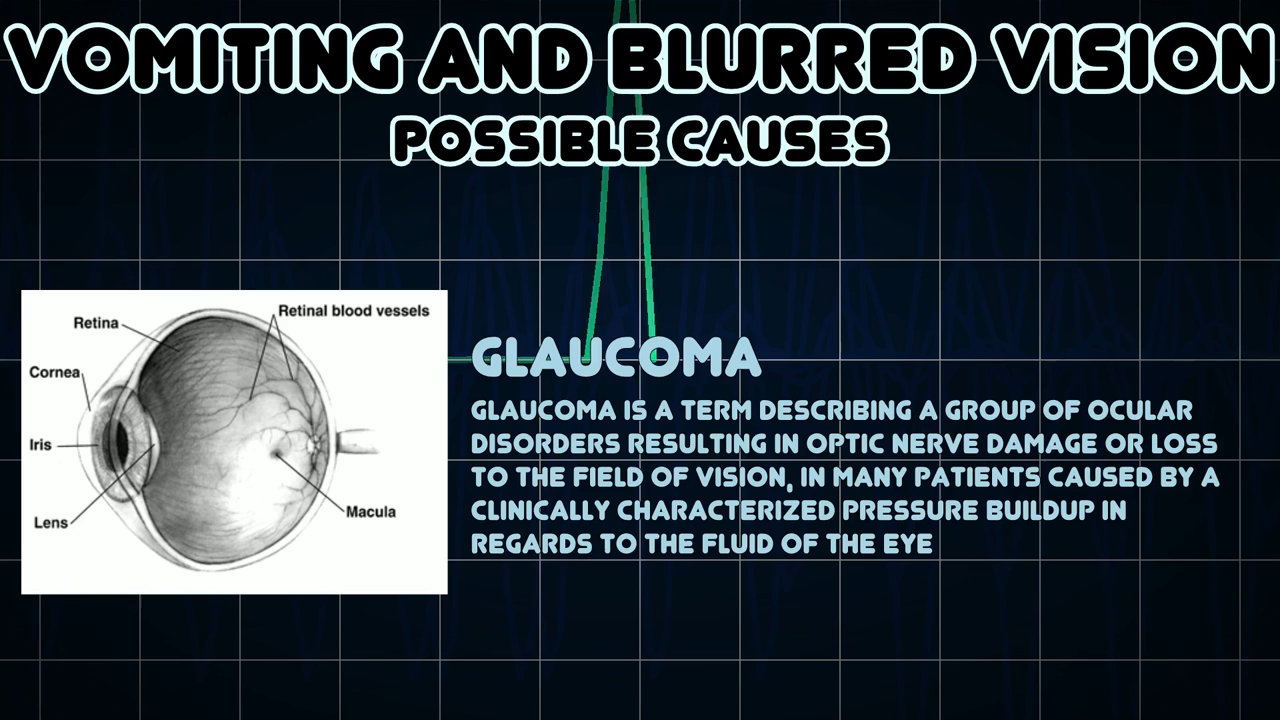 VOMITING AND BLURRED VISION
POSSIBLE CAUSES
Retinal blood vessels
Retina
Cornea
Iris
Lens
Macula
GLAUCOMA
GLAUCOMA IS A TERM DESCRIBING A GROUP OF OCULAR
DISORDERS RESULTING IN OPTIC NERVE DAMAGE OR LOSS
TO THE FIELD OF VISION, IN MANY PATIENTS CAUSED BY A
CLINICALLY CHARACTERIZED PRESSURE BUILDUP IN
REGARDS TO THE FLUID OF THE EYE